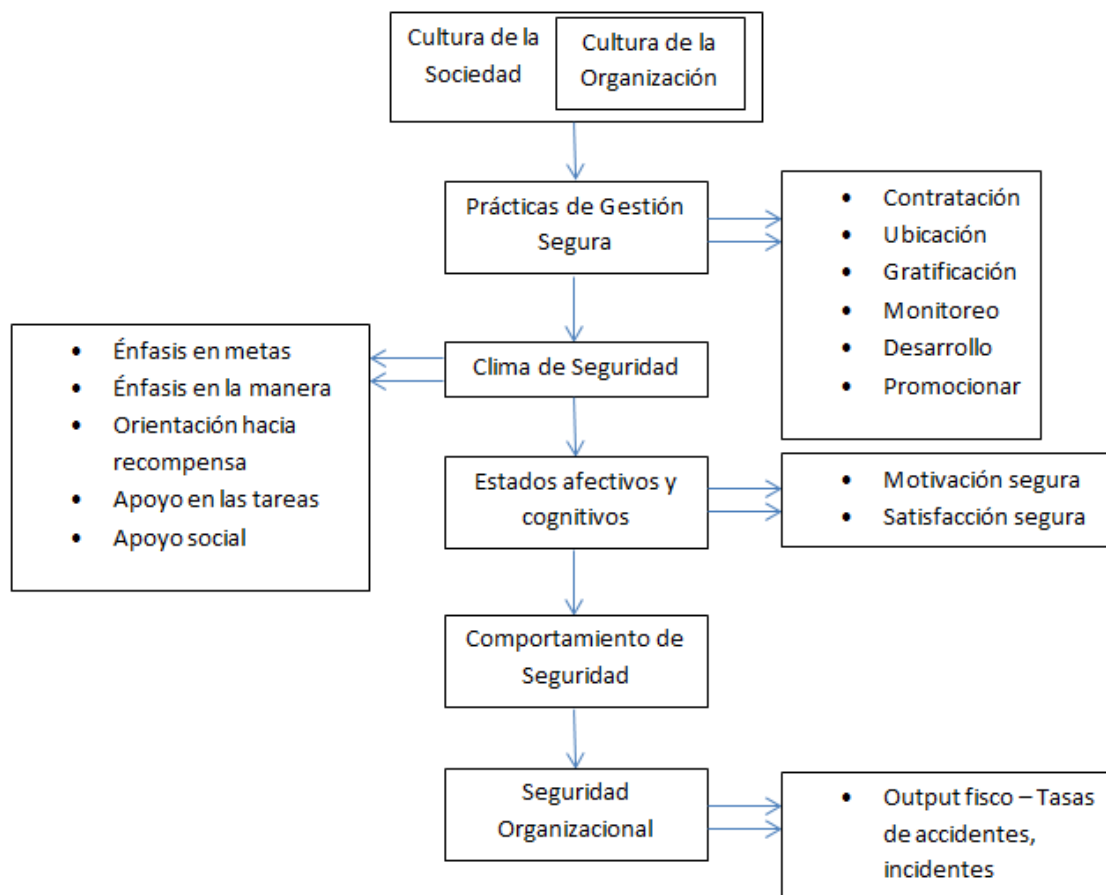 Cultura de la
Sociedad
Cultura de la
Organización
Prácticas de Gestión
Segura
• Contratación
• Ubicación
• Gratificación
• Monitoreo
• Desarrollo
• Promocionar
Clima de Seguridad
• Énfasis en metas
• Énfasis en la manera
• Orientación hacia
recompensa
• Apoyo en las tareas
• Apoyo social
Estados afectivos y
cognitivos
• Motivación segura
• Satisfacción segura
Comportamiento de
Seguridad
Seguridad
Organizacional
• Output fisco – Tasas
de accidentes,
incidentes